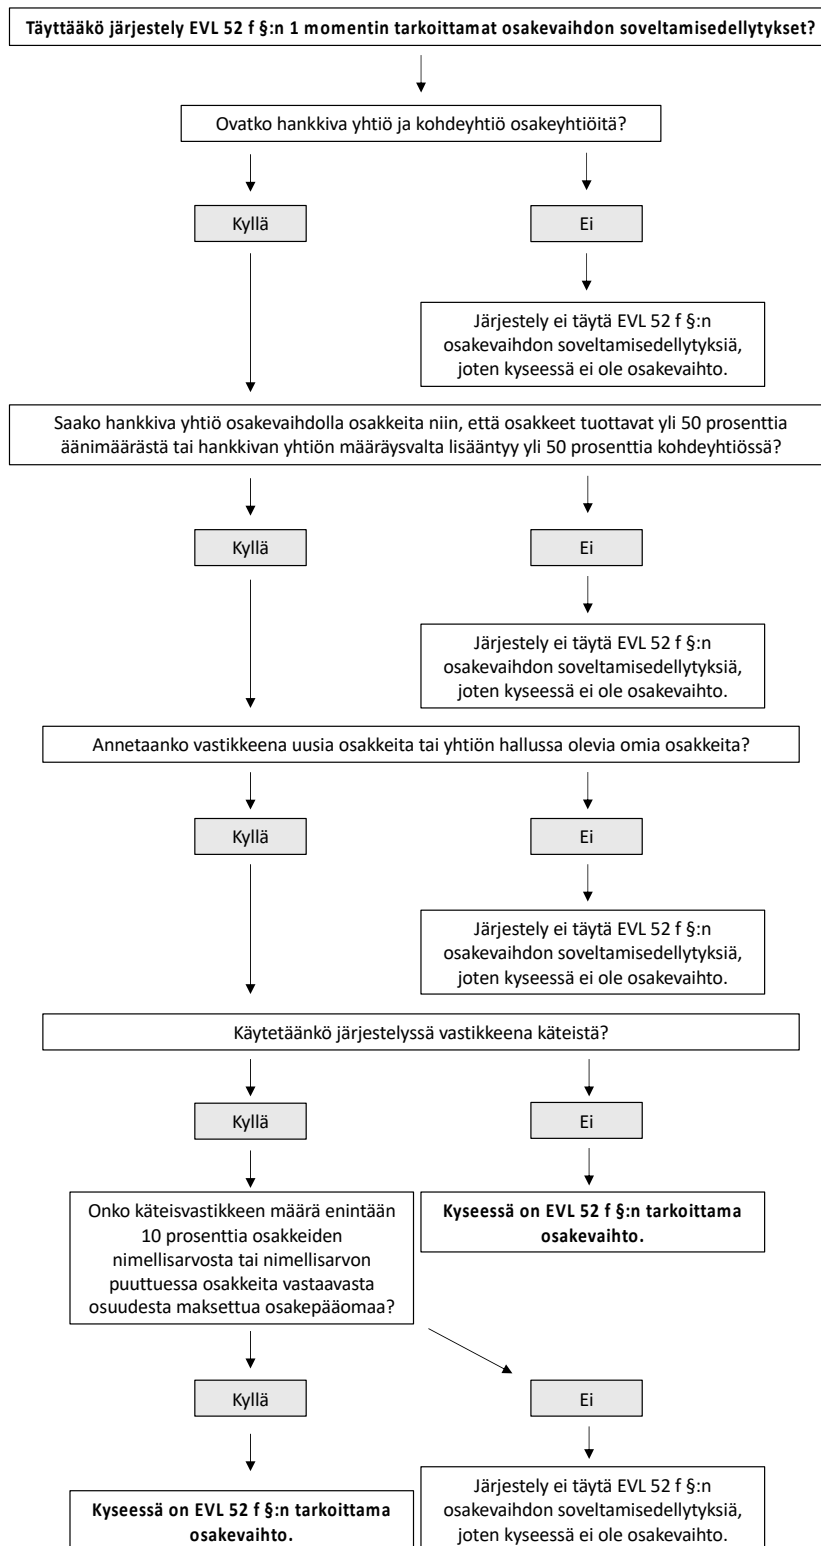 Täyttääkö järjestely EVL 52 f §:n 1 momentin tarkoittamat osakevaihdon soveltamisedellytykset?
Ovatko hankkiva yhtiö ja kohdeyhtiö osakeyhtiöitä?
Kyllä
Ei
Järjestely ei täytä EVL 52 f §:n
osakevaihdon soveltamisedellytyksiä,
joten kyseessä ei ole osakevaihto.
Saako hankkiva yhtiö osakevaihdolla osakkeita niin, että osakkeet tuottavat yli 50 prosenttia
äänimäärästä tai hankkivan yhtiön määräysvalta lisääntyy yli 50 prosenttia kohdeyhtiössä?
Kyllä
Ei
Järjestely ei täytä EVL 52 f §:n
osakevaihdon soveltamisedellytyksiä,
joten kyseessä ei ole osakevaihto.
Annetaanko vastikkeena uusia osakkeita tai yhtiön hallussa olevia omia osakkeita?
Kyllä
Ei
Järjestely ei täytä EVL 52 f §:n
osakevaihdon soveltamisedellytyksiä,
joten kyseessä ei ole osakevaihto.
Käytetäänkö järjestelyssä vastikkeena käteistä?
Kyllä
Ei
Onko käteisvastikkeen määrä enintään
10 prosenttia osakkeiden
nimellisarvosta tai nimellisarvon
puuttuessa osakkeita vastaavasta
osuudesta maksettua osakepääomaa?
Kyseessä on EVL 52 f §:n tarkoittama
osakevaihto.
Kyllä
Ei
Kyseessä on EVL 52 f §:n tarkoittama
osakevaihto.
Järjestely ei täytä EVL 52 f §:n
osakevaihdon soveltamisedellytyksiä,
joten kyseessä ei ole osakevaihto.